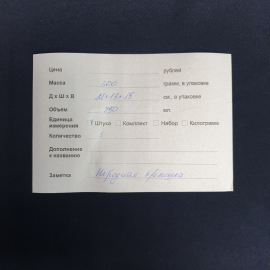 Цена рублей
Масса 200 грамм, в упаковке
Д х Ш х В см., в упаковке
Объем мл.
Единица измерения Штука Комплект Набор Килограмм
Количество
Дополнение
к названию
Заметки